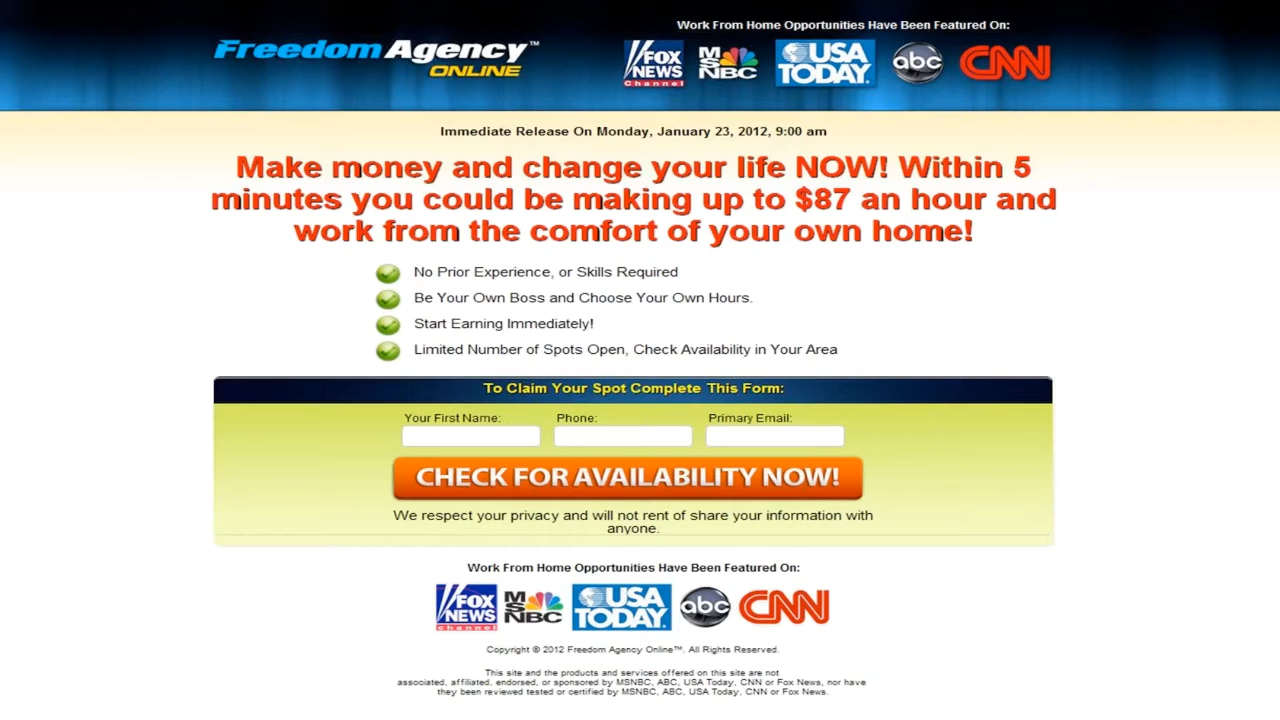 Work From Home Opportunities Have Been Featured On:
Freedom Agency™
ONLINE
FOX NEWS Channel
MSNBC
USA TODAY.
abc
CNN
Immediate Release On Monday, January 23, 2012, 9:00 am
Make money and change your life NOW! Within 5
minutes you could be making up to $87 an hour and
work from the comfort of your own home!
No Prior Experience, or Skills Required
Be Your Own Boss and Choose Your Own Hours.
Start Earning Immediately!
Limited Number of Spots Open, Check Availability in Your Area
To Claim Your Spot Complete This Form:
Your First Name: Phone: Primary Email:
CHECK FOR AVAILABILITY NOW!
We respect your privacy and will not rent of share your information with
anyone.
Work From Home Opportunities Have Been Featured On:
FOX NEWS channel
MSNBC
USA TODAY.
abc
CNN
Copyright © 2012 Freedom Agency Online™. All Rights Reserved.
This site and the products and services offered on this site are not
associated, affiliated, endorsed, or sponsored by MSNBC, ABC, USA Today, CNN or Fox News, nor have
they been reviewed tested or certified by MSNBC, ABC, USA Today, CNN or Fox News.